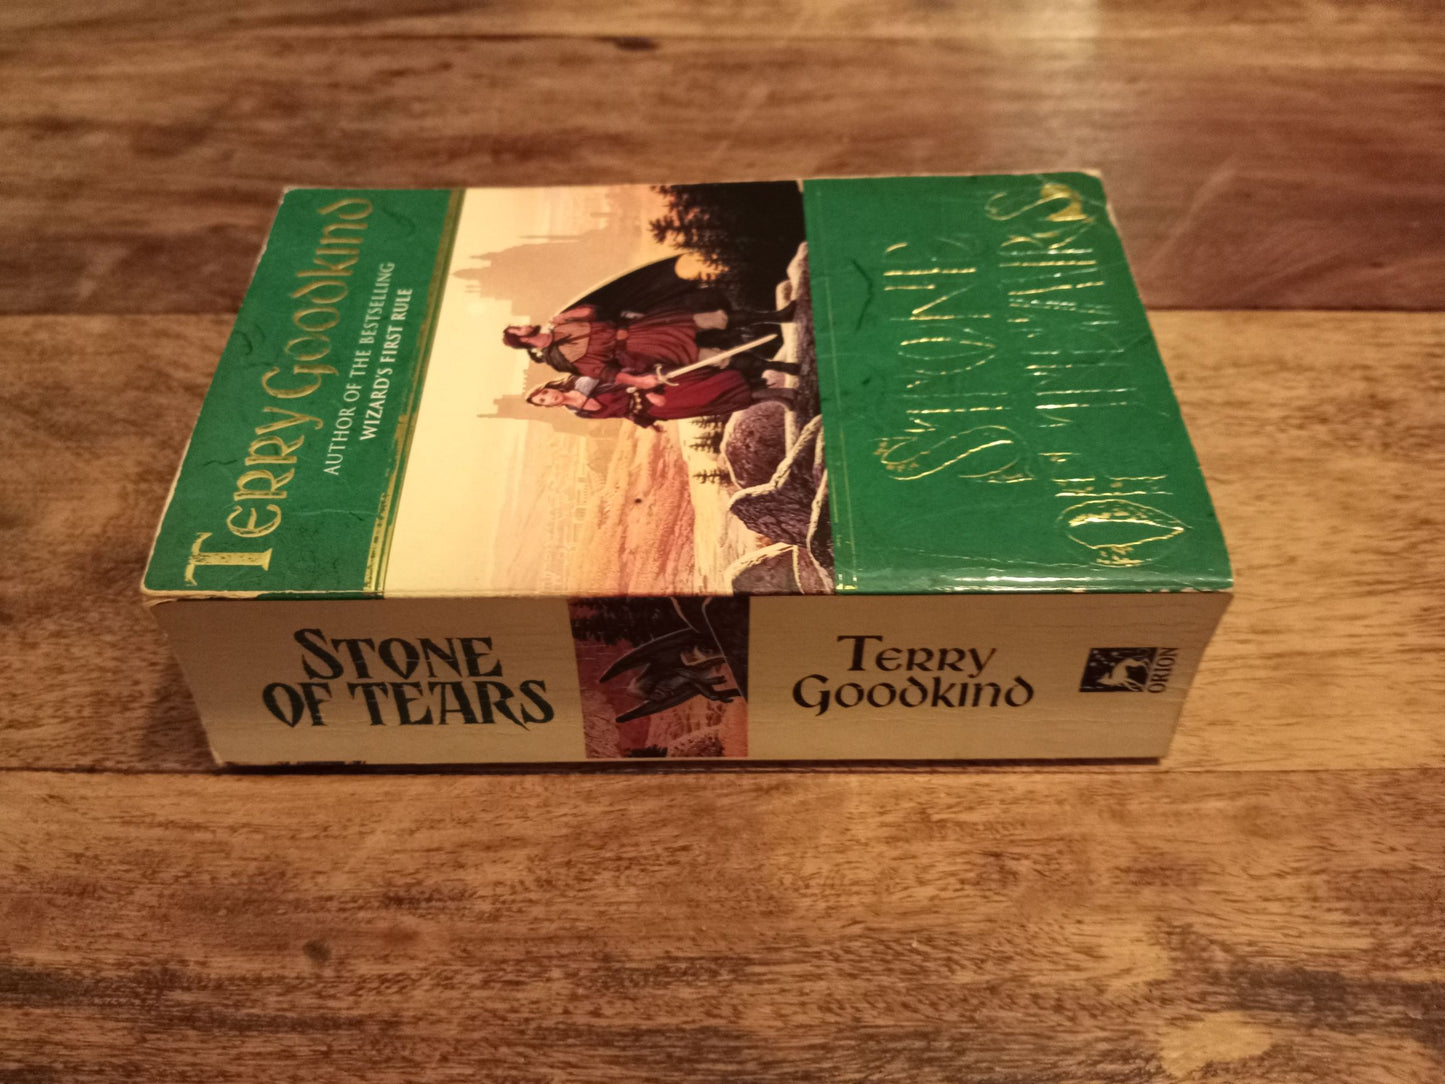 Terry Goodkind
AUTHOR OF THE BESTSELLING
WIZARD'S FIRST RULE
STONE
OF TEARS
STONE
OF TEARS
Terry
Goodkind
ORION